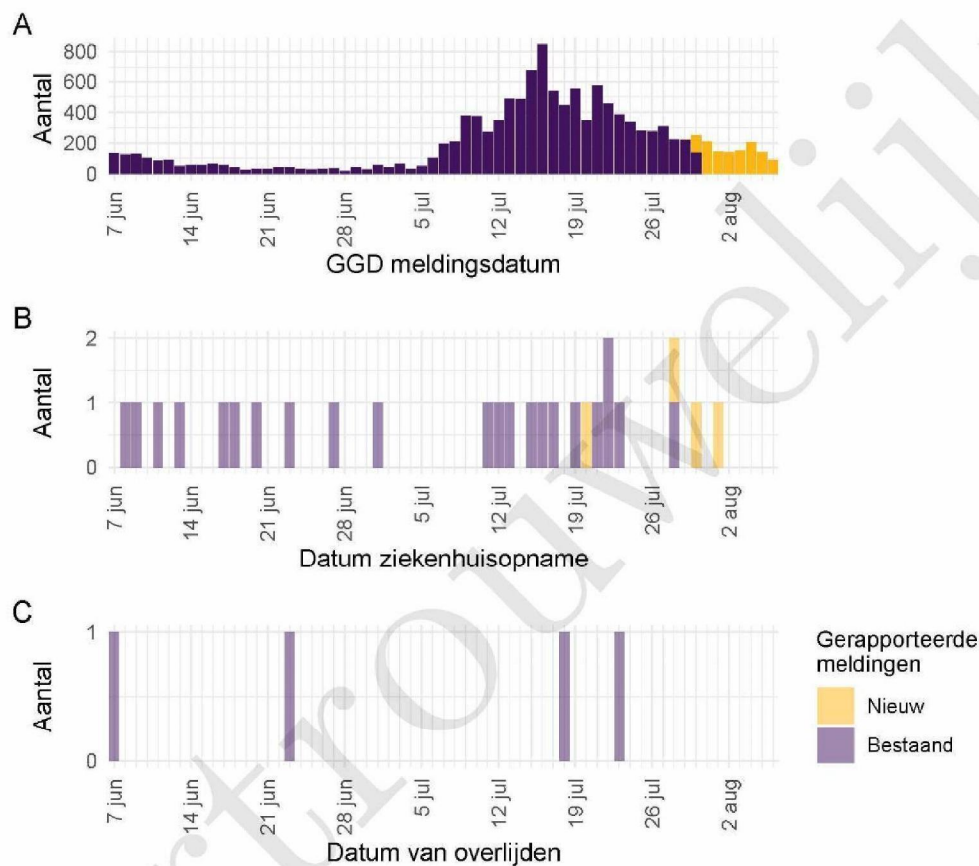 A
800
600
400
200
0
Aantal
7 jun
14 jun
21 jun
28 jun
5 jul
12 jul
19 jul
26 jul
2 aug
GGD meldingsdatum
B
2
1
0
Aantal
7 jun
14 jun
21 jun
28 jun
5 jul
12 jul
19 jul
26 jul
2 aug
Datum ziekenhuisopname
C
1
0
Aantal
7 jun
14 jun
21 jun
28 jun
5 jul
12 jul
19 jul
26 jul
2 aug
Datum van overlijden
Gerapporteerde
meldingen
Nieuw
Bestaand
rtrouwelij